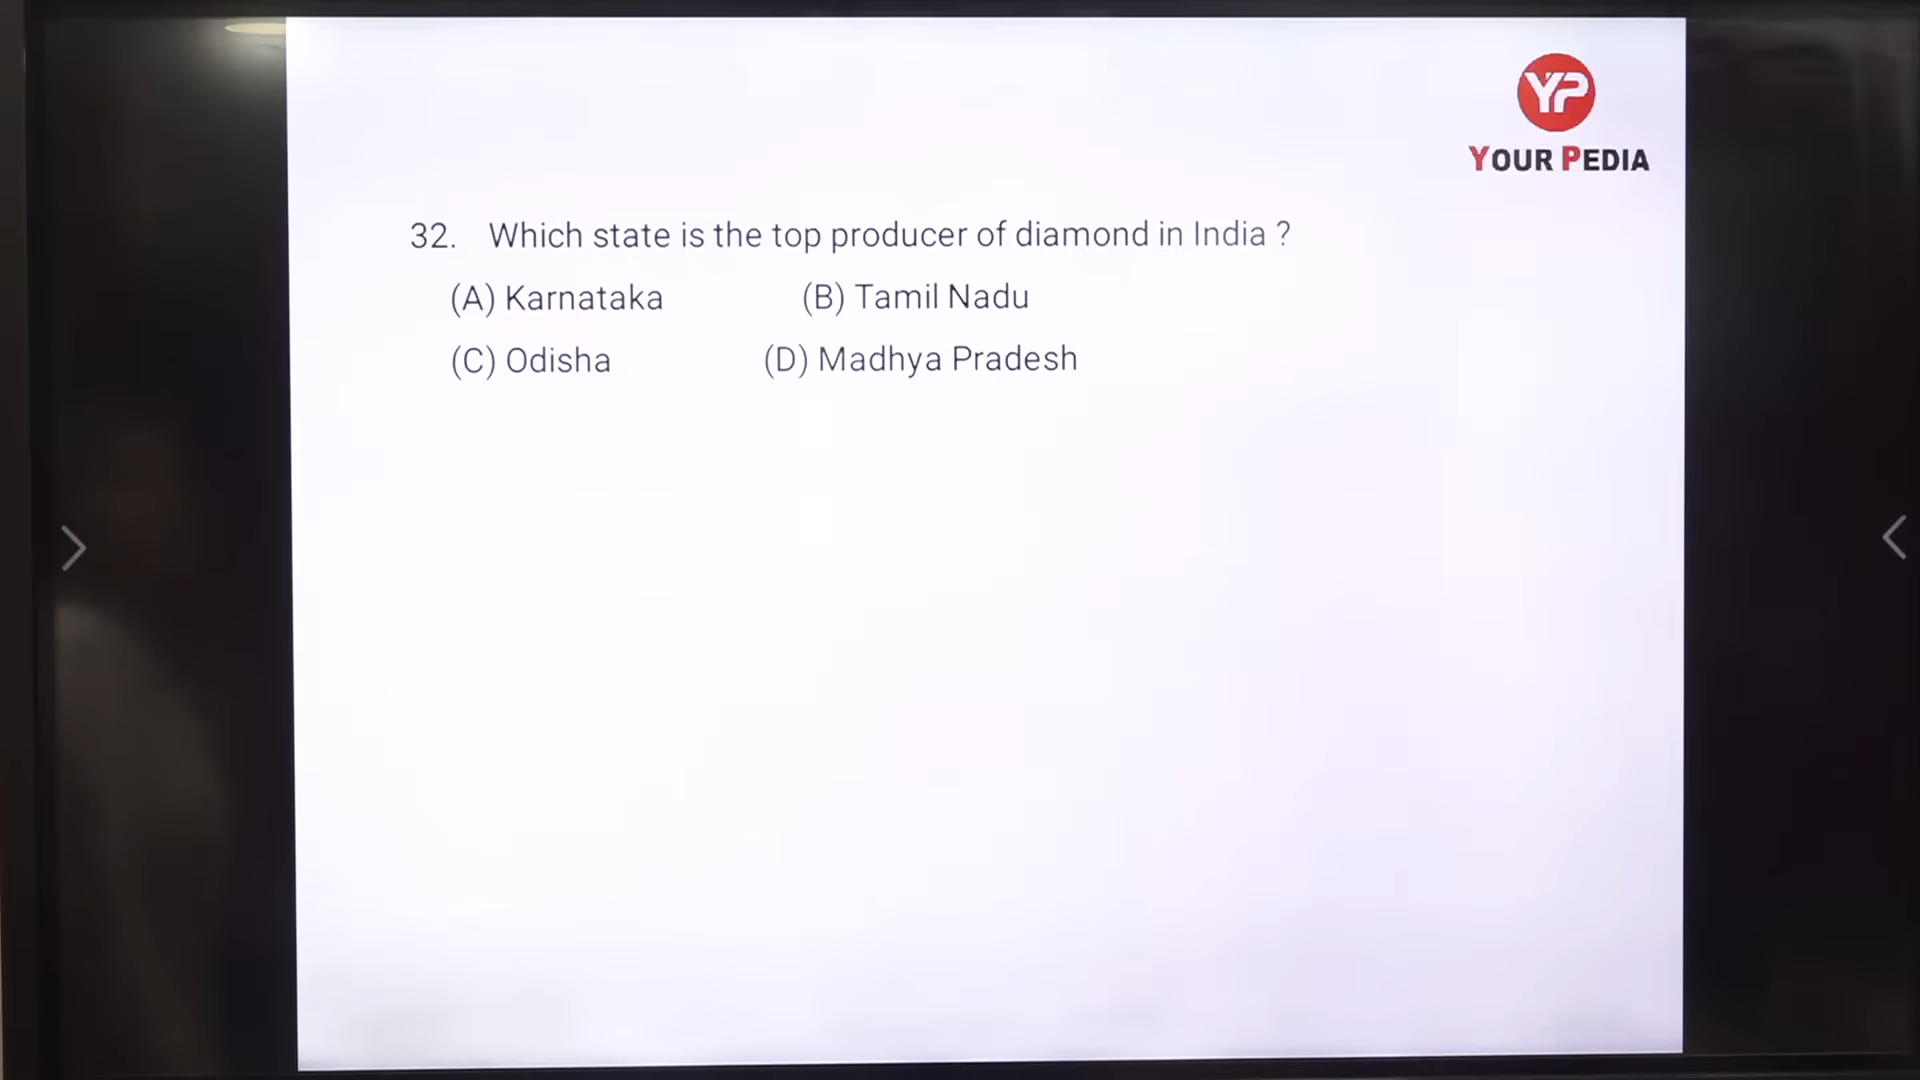 YP
YOUR PEDIA
32. Which state is the top producer of diamond in India ?
(A) Karnataka (B) Tamil Nadu
(C) Odisha (D) Madhya Pradesh